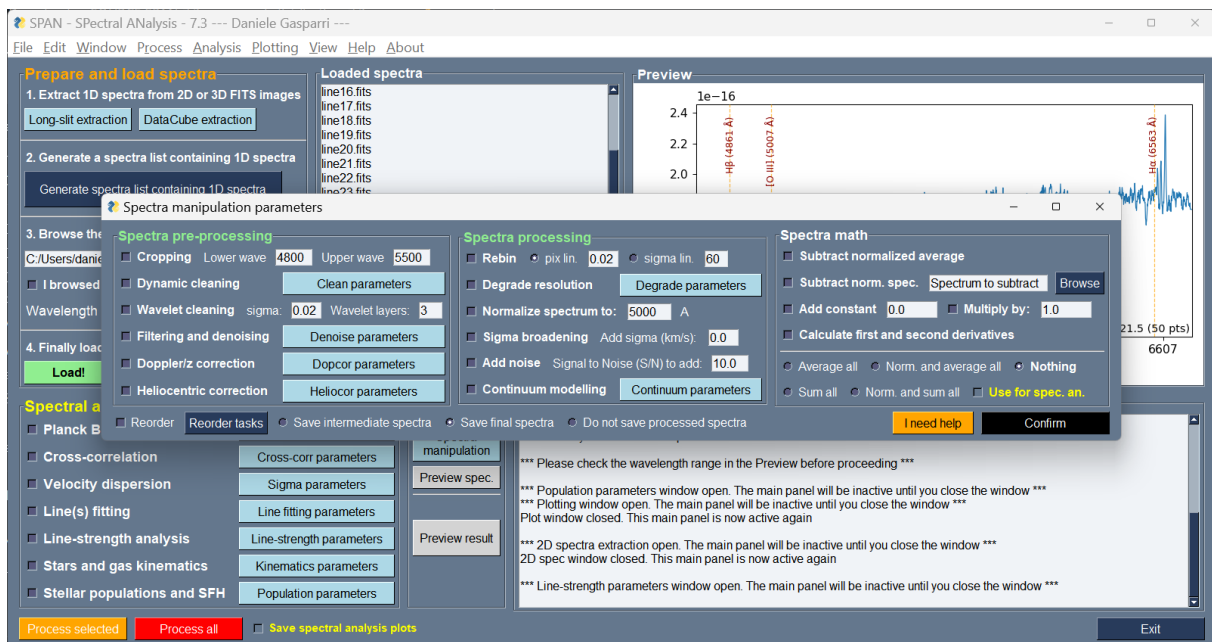 SPAN - SPectral ANalysis - 7.3 --- Daniele Gasparri ---
File Edit Window Process Analysis Plotting View Help About
Prepare and load spectra
1. Extract 1D spectra from 2D or 3D FITS images
Long-slit extraction DataCube extraction
2. Generate a spectra list containing 1D spectra
Generate spectra list containing 1D spectra
3. Browse the
C:/Users/danie
I browsed
Wavelength
4. Finally load
Load!
Loaded spectra
line16.fits
line17.fits
line18.fits
line19.fits
line20.fits
line21.fits
line22.fits
line23.fits
Preview
1e−16
2.4
2.2
2.0
Hβ (4861 Å)
[O III] (5007 Å)
Hα (6563 Å)
21.5 (50 pts)
6607
Spectra manipulation parameters
Spectra pre-processing
Cropping Lower wave 4800 Upper wave 5500
Dynamic cleaning Clean parameters
Wavelet cleaning sigma: 0.02 Wavelet layers: 3
Filtering and denoising Denoise parameters
Doppler/z correction Dopcor parameters
Heliocentric correction Heliocor parameters
Spectra processing
Rebin pix lin. 0.02 sigma lin. 60
Degrade resolution Degrade parameters
Normalize spectrum to: 5000 A
Sigma broadening Add sigma (km/s): 0.0
Add noise Signal to Noise (S/N) to add: 10.0
Continuum modelling Continuum parameters
Spectra math
Subtract normalized average
Subtract norm. spec. Spectrum to subtract Browse
Add constant 0.0 Multiply by: 1.0
Calculate first and second derivatives
Average all Norm. and average all Nothing
Sum all Norm. and sum all Use for spec. an.
Reorder Reorder tasks Save intermediate spectra Save final spectra Do not save processed spectra I need help Confirm
Spectral a
Planck B
Cross-correlation Cross-corr parameters
Velocity dispersion Sigma parameters
Line(s) fitting Line fitting parameters
Line-strength analysis Line-strength parameters
Stars and gas kinematics Kinematics parameters
Stellar populations and SFH Population parameters
manipulation
Preview spec.
Preview result
*** Please check the wavelength range in the Preview before proceeding ***
*** Population parameters window open. The main panel will be inactive until you close the window ***
*** Plotting window open. The main panel will be inactive until you close the window ***
Plot window closed. This main panel is now active again
*** 2D spectra extraction open. The main panel will be inactive until you close the window ***
2D spec window closed. This main panel is now active again
*** Line-strength parameters window open. The main panel will be inactive until you close the window ***
Process selected Process all Save spectral analysis plots Exit